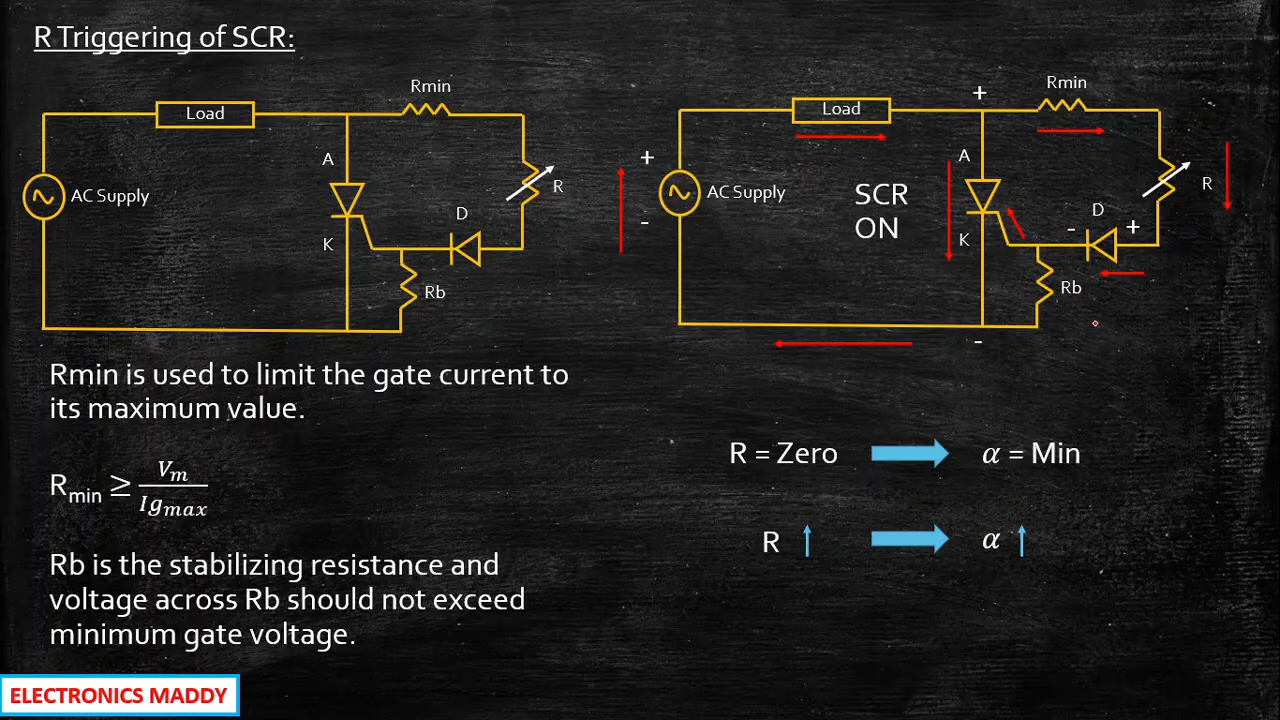 R Triggering of SCR:
Rmin
Load
A
AC Supply
R
D
K
Rb
Rmin
+
Load
A
+
AC Supply
SCR
ON
R
D
-
- +
K
Rb
-
Rmin is used to limit the gate current to
its maximum value.
R = Zero α = Min
Rmin ≥ Vm / Igmax
R ↑ α ↑
Rb is the stabilizing resistance and
voltage across Rb should not exceed
minimum gate voltage.
ELECTRONICS MADDY